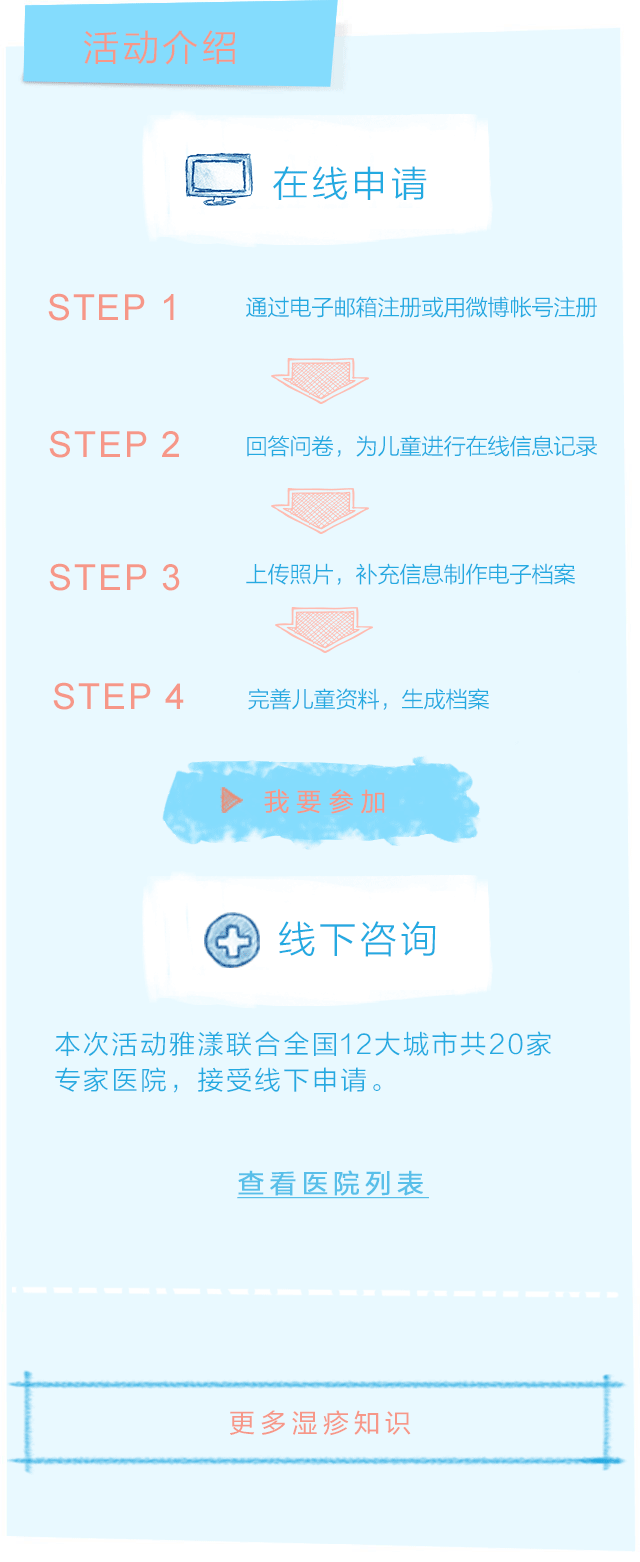 活动介绍
在线申请
STEP 1
通过电子邮箱注册或用微博帐号注册
STEP 2
回答问卷，为儿童进行在线信息记录
STEP 3
上传照片，补充信息制作电子档案
STEP 4
完善儿童资料，生成档案
我要参加
线下咨询
本次活动雅漾联合全国12大城市共20家
专家医院，接受线下申请。
查看医院列表
更多湿疹知识